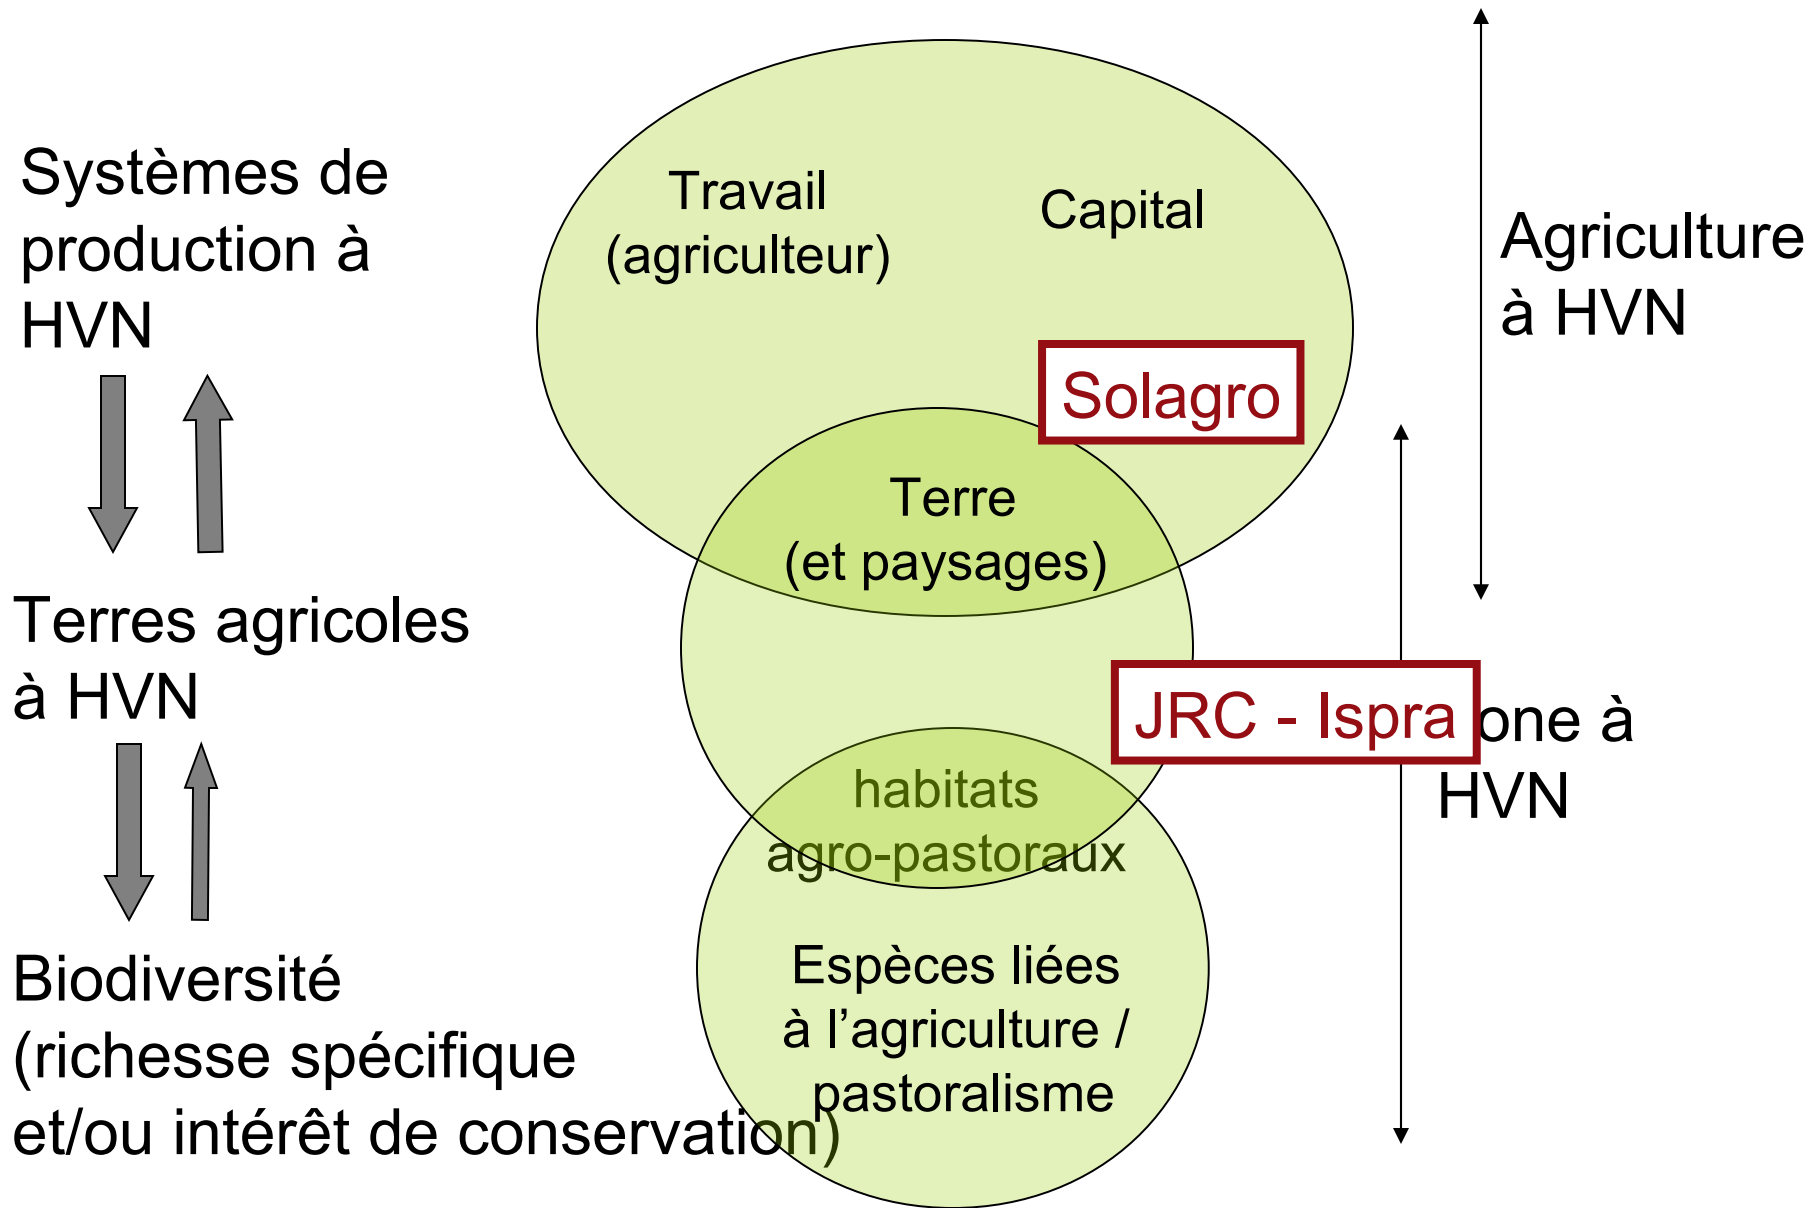 Systèmes de
production à
HVN
Terres agricoles
à HVN
Biodiversité
(richesse spécifique
et/ou intérêt de conservation)
Travail
(agriculteur)
Capital
Solagro
Terre
(et paysages)
JRC - Ispra
habitats
agro-pastoraux
Espèces liées
à l’agriculture /
pastoralisme
Agriculture
à HVN
one à
HVN